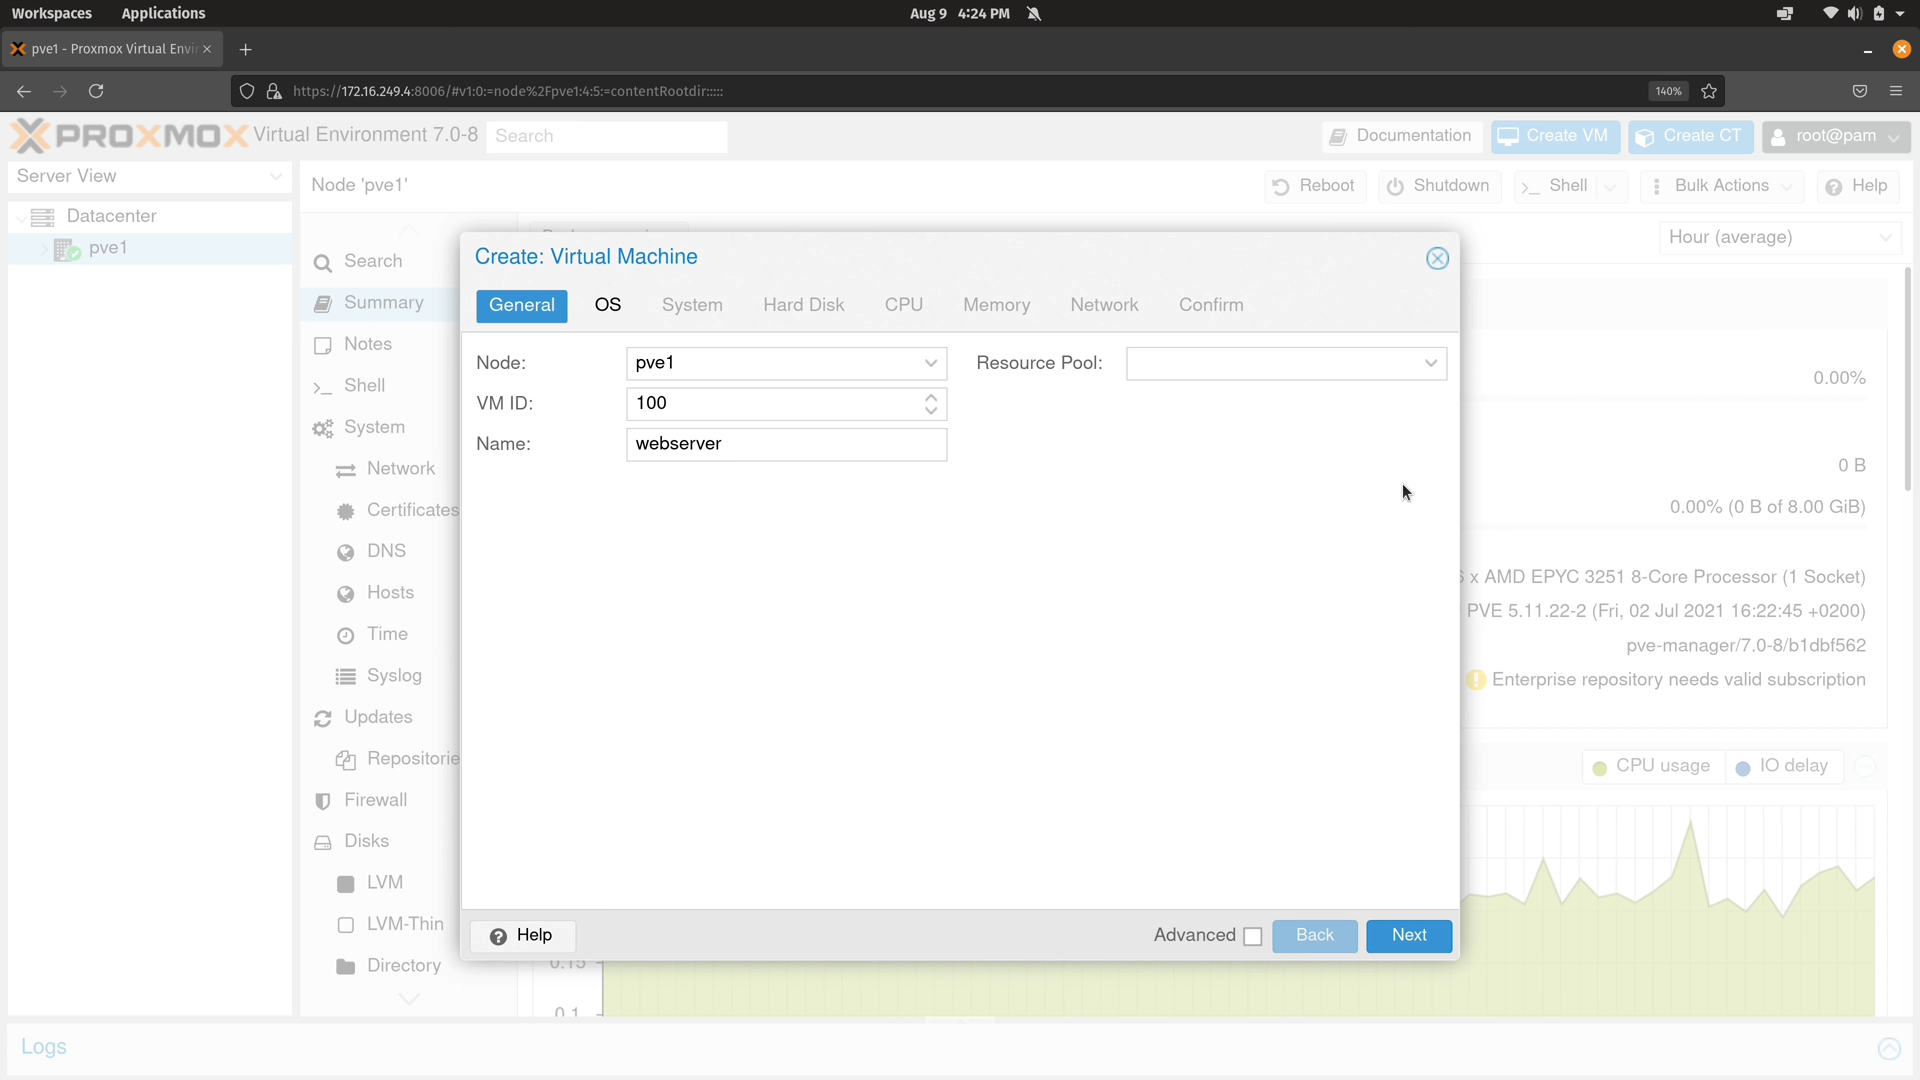 Workspaces Applications Aug 9 4:24 PM
pve1 - Proxmox Virtual Envir
https://172.16.249.4:8006/#v1:0:=node%2Fpve1:4:5:=contentRootdir::::: 140%
PROXMOX Virtual Environment 7.0-8 Search Documentation Create VM Create CT root@pam
Server View
Node 'pve1' Reboot Shutdown Shell Bulk Actions Help
Datacenter
pve1
Hour (average)
Search
Summary
Notes
Shell
System
Network
Certificates
DNS
Hosts
Time
Syslog
Updates
Repositorie
Firewall
Disks
LVM
LVM-Thin
Directory
Create: Virtual Machine
General OS System Hard Disk CPU Memory Network Confirm
Node: pve1 Resource Pool:
VM ID: 100
Name: webserver
Help Advanced Back Next
0.00%
0 B
0.00% (0 B of 8.00 GiB)
x AMD EPYC 3251 8-Core Processor (1 Socket)
PVE 5.11.22-2 (Fri, 02 Jul 2021 16:22:45 +0200)
pve-manager/7.0-8/b1dbf562
Enterprise repository needs valid subscription
CPU usage IO delay
0.15
0.1
Logs